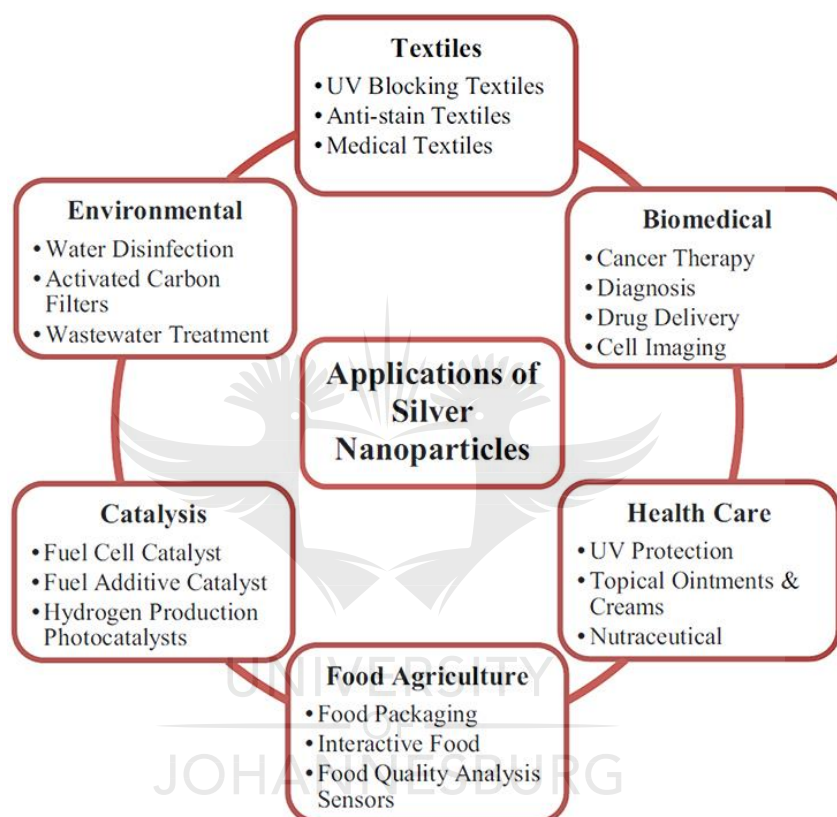 Textiles
• UV Blocking Textiles
• Anti-stain Textiles
• Medical Textiles
Biomedical
• Cancer Therapy
• Diagnosis
• Drug Delivery
• Cell Imaging
Health Care
• UV Protection
• Topical Ointments &
Creams
• Nutraceutical
Food Agriculture
• Food Packaging
• Interactive Food
• Food Quality Analysis
Sensors
Catalysis
• Fuel Cell Catalyst
• Fuel Additive Catalyst
• Hydrogen Production
Photocatalysts
Environmental
• Water Disinfection
• Activated Carbon
Filters
• Wastewater Treatment
Applications of
Silver
Nanoparticles
UNIVERSITY
OF
JOHANNESBURG